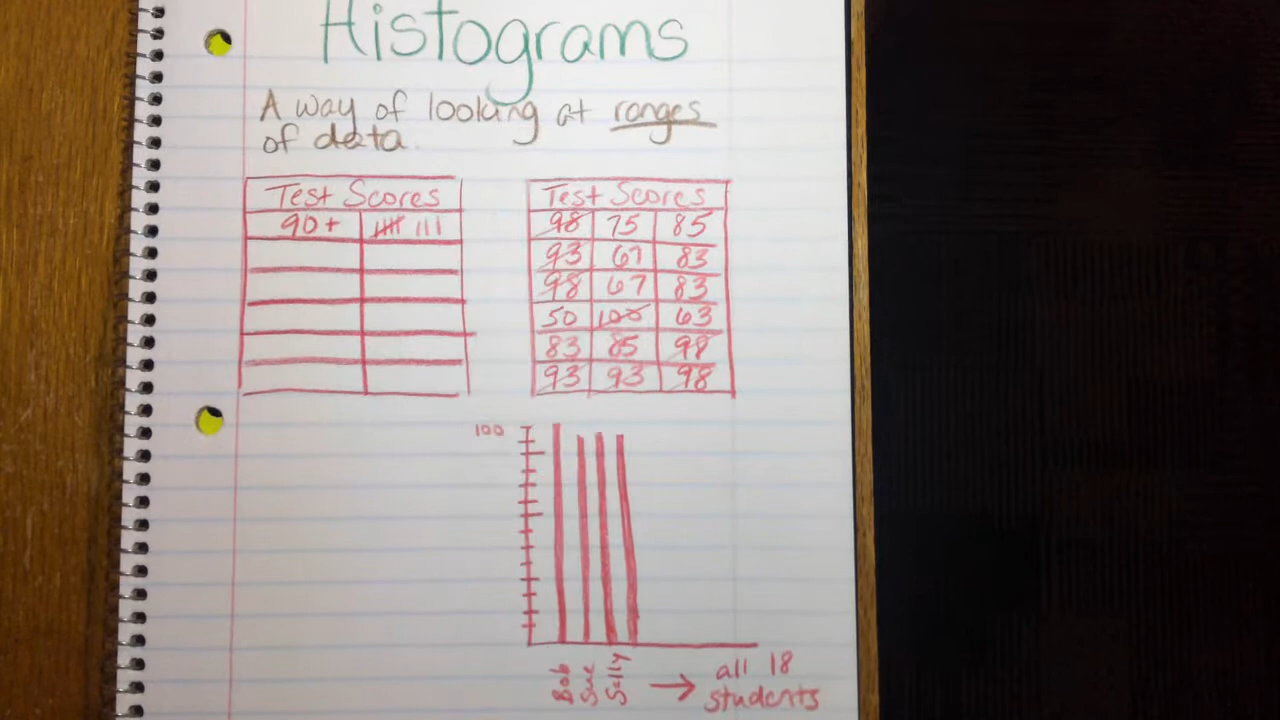 Histograms
A way of looking at ranges
of data.
Test Scores
90+ 卌 III
Test Scores
98 75 85
93 67 83
98 67 83
50 100 63
83 85 98
93 93 98
100
Bob
Sue
Sally
→ all 18
students